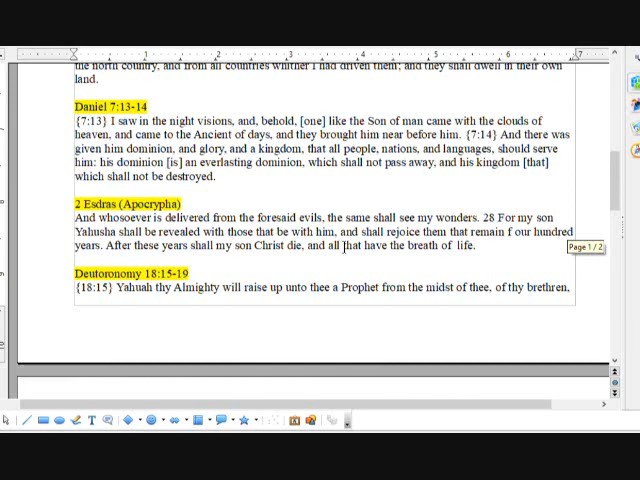 1 2 3 4 5 6 7
the north country, and from all countries whither I had driven them; and they shall dwell in their own
land.
Daniel 7:13-14
{7:13} I saw in the night visions, and, behold, [one] like the Son of man came with the clouds of
heaven, and came to the Ancient of days, and they brought him near before him. {7:14} And there was
given him dominion, and glory, and a kingdom, that all people, nations, and languages, should serve
him: his dominion [is] an everlasting dominion, which shall not pass away, and his kingdom [that]
which shall not be destroyed.
2 Esdras (Apocrypha)
And whosoever is delivered from the foresaid evils, the same shall see my wonders. 28 For my son
Yahusha shall be revealed with those that be with him, and shall rejoice them that remain f our hundred
years. After these years shall my son Christ die, and all that have the breath of life.
Page 1 / 2
Deutoronomy 18:15-19
{18:15} Yahuah thy Almighty will raise up unto thee a Prophet from the midst of thee, of thy brethren,
T